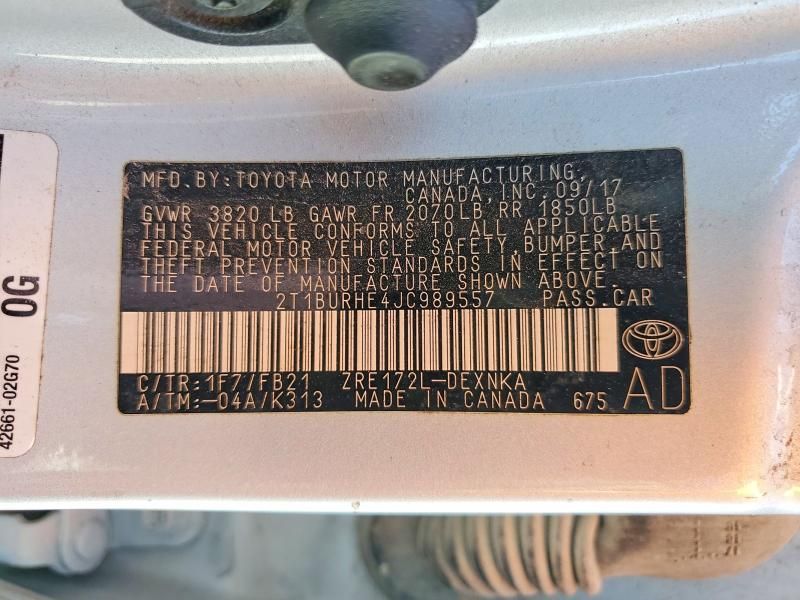 MFD.BY:TOYOTA MOTOR MANUFACTURING,
CANADA, INC. 09/17
GVWR 3820 LB GAWR FR 2070LB RR 1850LB
THIS VEHICLE CONFORMS TO ALL APPLICABLE
FEDERAL MOTOR VEHICLE SAFETY, BUMPER,AND
THEFT PREVENTION STANDARDS IN EFFECT ON
THE DATE OF MANUFACTURE SHOWN ABOVE.
2T1BURHE4JC989557 PASS.CAR
C/TR:1F7/FB21 ZRE172L-DEXNKA
A/TM:-04A/K313 MADE IN CANADA 675
AD
0G
42661-02G70